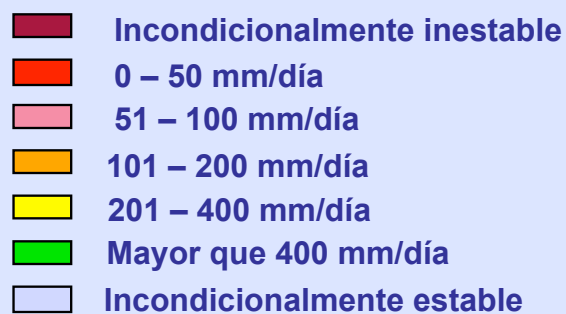 Incondicionalmente inestable
0 – 50 mm/día
51 – 100 mm/día
101 – 200 mm/día
201 – 400 mm/día
Mayor que 400 mm/día
Incondicionalmente estable